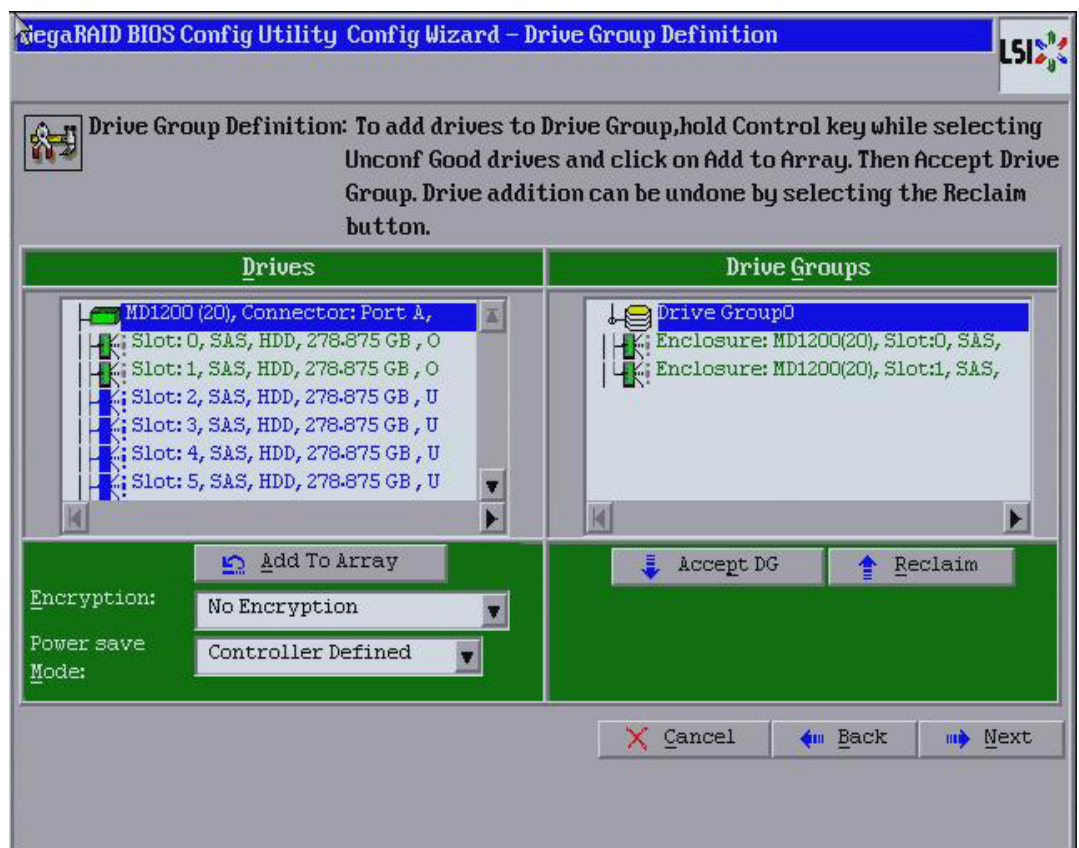 MegaRAID BIOS Config Utility Config Wizard – Drive Group Definition
LSI
Drive Group Definition: To add drives to Drive Group,hold Control key while selecting
Unconf Good drives and click on Add to Array. Then Accept Drive
Group. Drive addition can be undone by selecting the Reclaim
button.
Drives
MD1200 (20), Connector: Port A,
Slot: 0, SAS, HDD, 278.875 GB , O
Slot: 1, SAS, HDD, 278.875 GB , O
Slot: 2, SAS, HDD, 278.875 GB , U
Slot: 3, SAS, HDD, 278.875 GB , U
Slot: 4, SAS, HDD, 278.875 GB , U
Slot: 5, SAS, HDD, 278.875 GB , U
Add To Array
Encryption:
No Encryption
Power save
Mode:
Controller Defined
Drive Groups
Drive Group0
Enclosure: MD1200(20), Slot:0, SAS,
Enclosure: MD1200(20), Slot:1, SAS,
Accept DG
Reclaim
Cancel
Back
Next